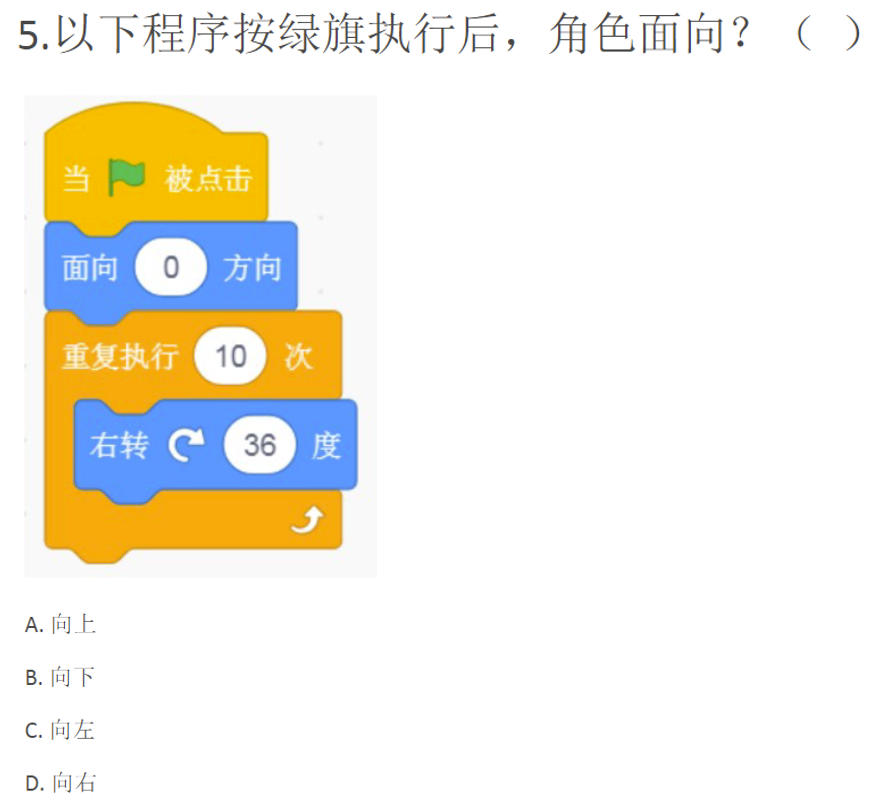 5.以下程序按绿旗执行后，角色面向？（ ）
当 被点击
面向 0 方向
重复执行 10 次
右转 36 度
A. 向上
B. 向下
C. 向左
D. 向右